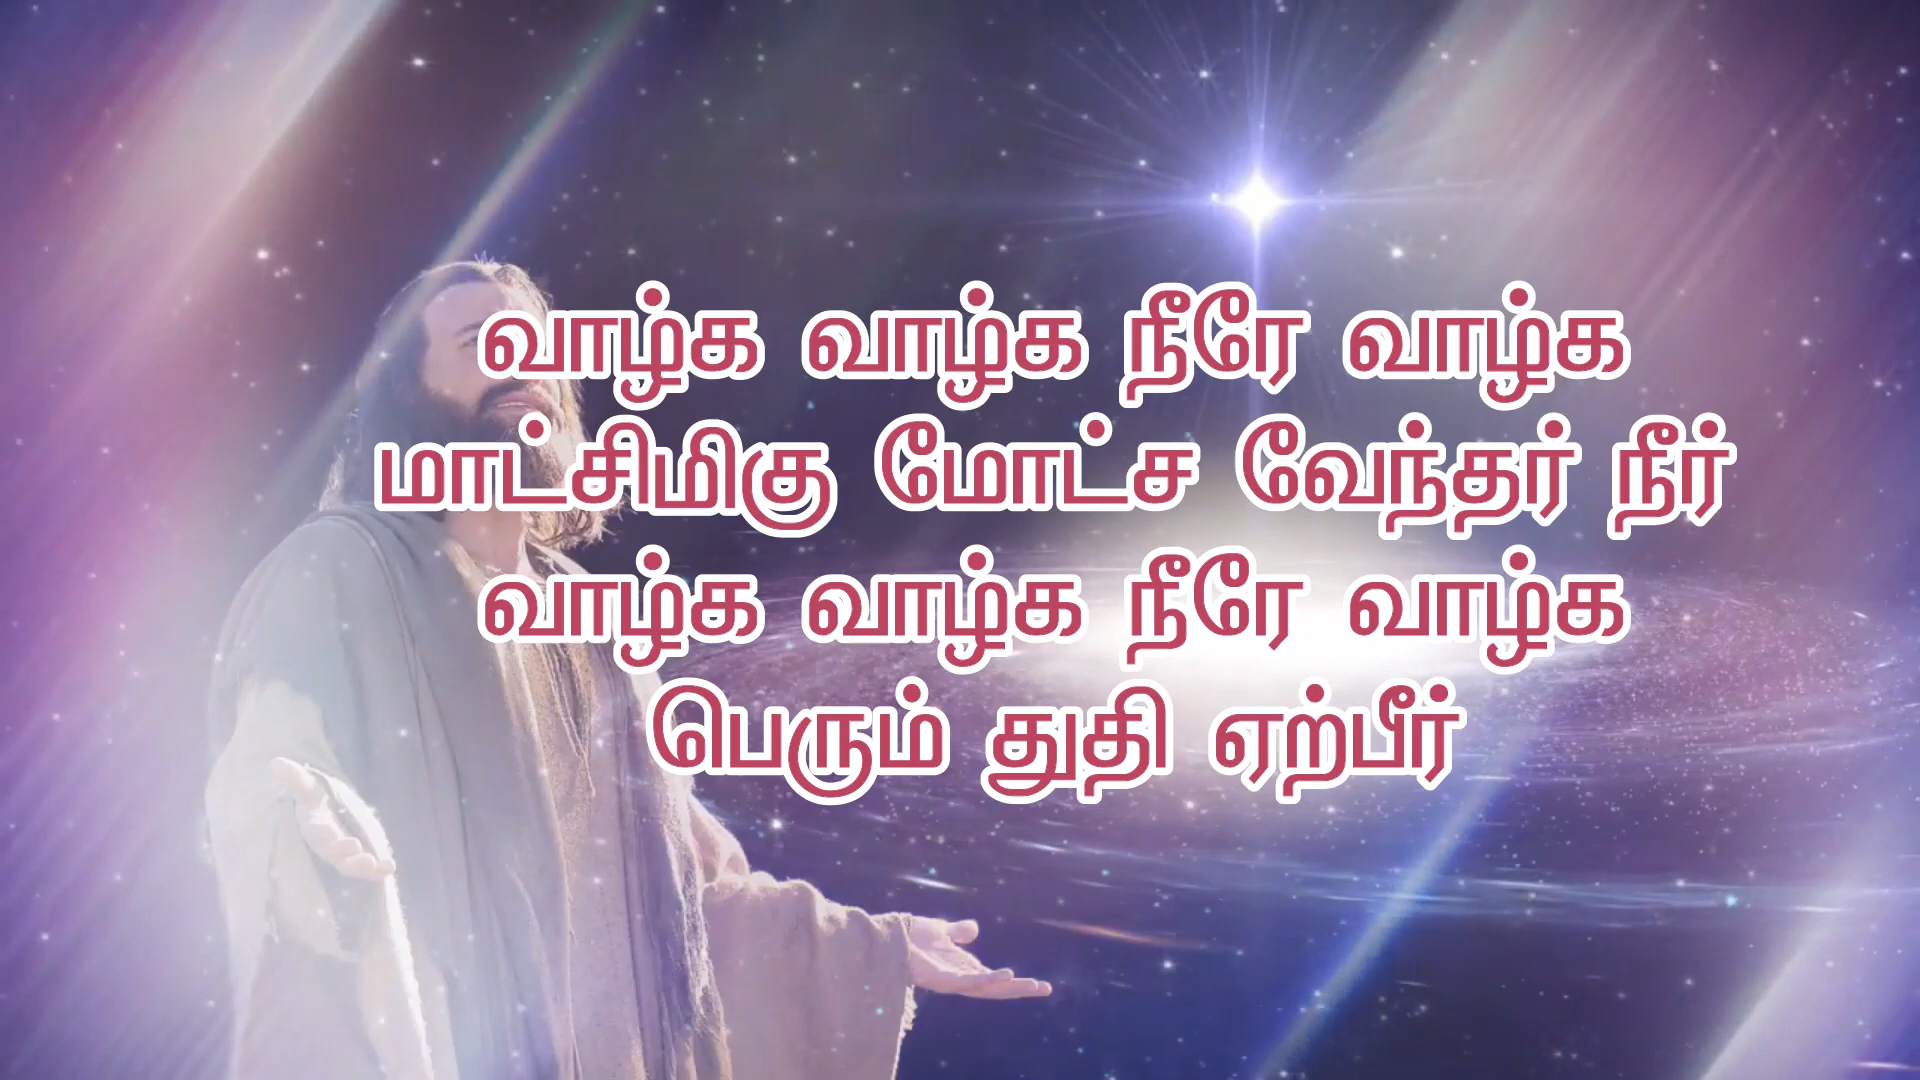 வாழ்க வாழ்க நீரே வாழ்க
மாட்சிமிகு மோட்ச வேந்தர் நீர்
வாழ்க வாழ்க நீரே வாழ்க
பெரும் துதி ஏற்பீர்